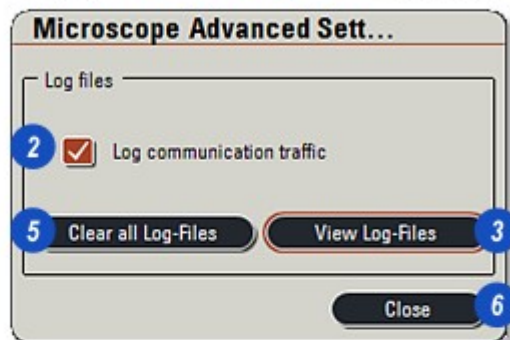 Microscope Advanced Sett...
Log files
2 Log communication traffic
5 Clear all Log-Files View Log-Files 3
Close 6